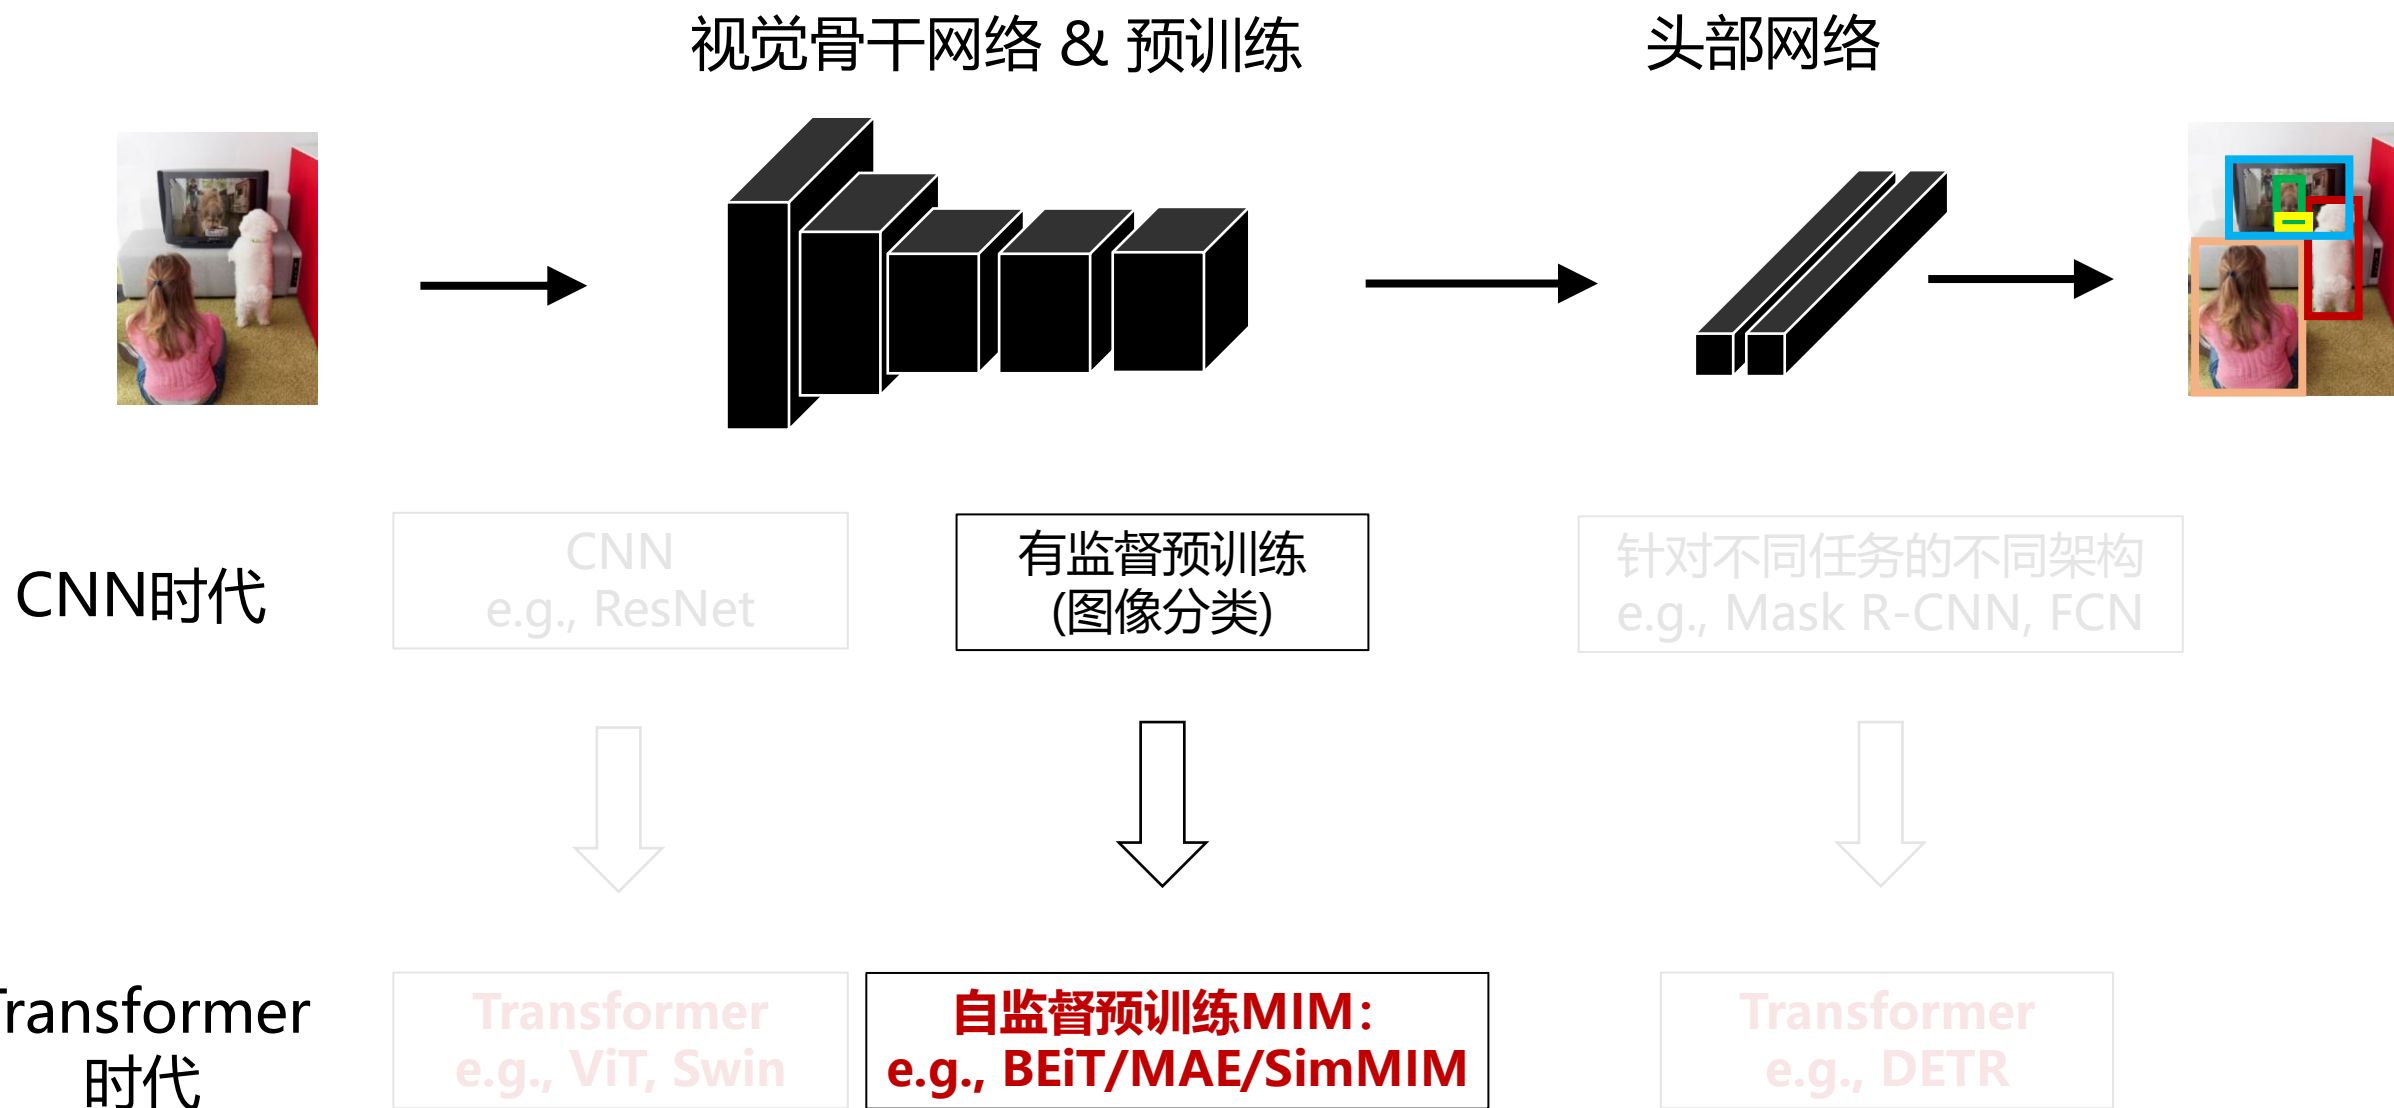 视觉骨干网络 & 预训练
头部网络
CNN时代
CNN
e.g., ResNet
有监督预训练
(图像分类)
针对不同任务的不同架构
e.g., Mask R-CNN, FCN
Transformer
时代
Transformer
e.g., ViT, Swin
自监督预训练MIM：
e.g., BEiT/MAE/SimMIM
Transformer
e.g., DETR